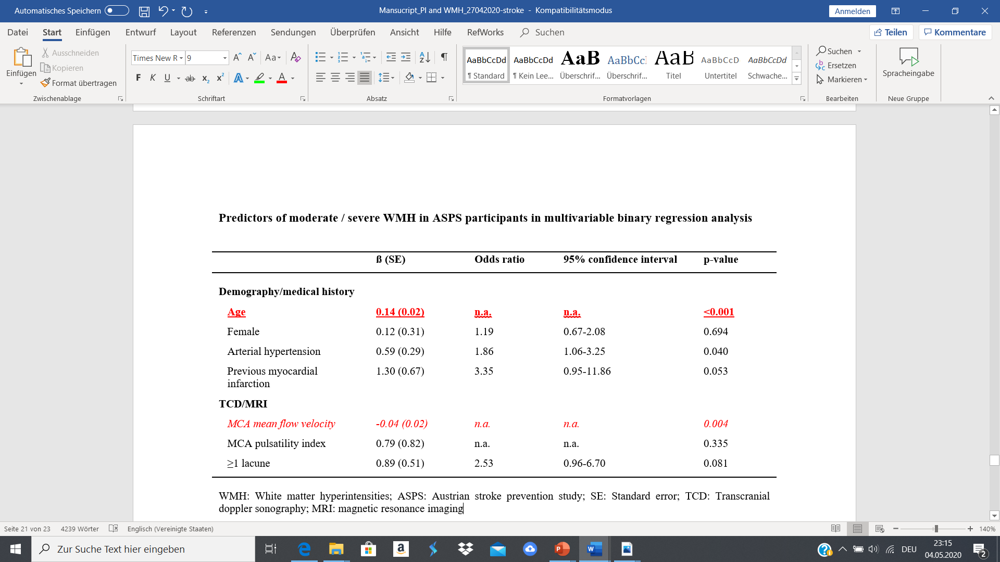 Automatisches Speichern
Mansucript_PI and WMH_27042020-stroke - Kompatibilitätsmodus
Anmelden
Datei Start Einfügen Entwurf Layout Referenzen Sendungen Überprüfen Ansicht Hilfe RefWorks Suchen
Teilen Kommentare
Einfügen
Ausschneiden
Kopieren
Format übertragen
Zwischenablage
Times New R 9
F K U ab x₂ x²
Schriftart
Absatz
AaBbCcDd AaBbCcDd AaB AaBbCcl AaB AaBbCcD AaBbCcDd
¶ Standard ¶ Kein Lee... Überschrif... Überschrif... Titel Untertitel Schwache...
Formatvorlagen
Suchen
Ersetzen
Markieren
Bearbeiten
Spracheingabe
Neue Gruppe
Predictors of moderate / severe WMH in ASPS participants in multivariable binary regression analysis
ß (SE) Odds ratio 95% confidence interval p-value
Demography/medical history
Age 0.14 (0.02) n.a. n.a. <0.001
Female 0.12 (0.31) 1.19 0.67-2.08 0.694
Arterial hypertension 0.59 (0.29) 1.86 1.06-3.25 0.040
Previous myocardial 1.30 (0.67) 3.35 0.95-11.86 0.053
infarction
TCD/MRI
MCA mean flow velocity -0.04 (0.02) n.a. n.a. 0.004
MCA pulsatility index 0.79 (0.82) n.a. n.a. 0.335
≥1 lacune 0.89 (0.51) 2.53 0.96-6.70 0.081
WMH: White matter hyperintensities; ASPS: Austrian stroke prevention study; SE: Standard error; TCD: Transcranial
doppler sonography; MRI: magnetic resonance imaging
Seite 21 von 23 4239 Wörter Englisch (Vereinigte Staaten) 140%
Zur Suche Text hier eingeben
DEU
23:15
04.05.2020
2